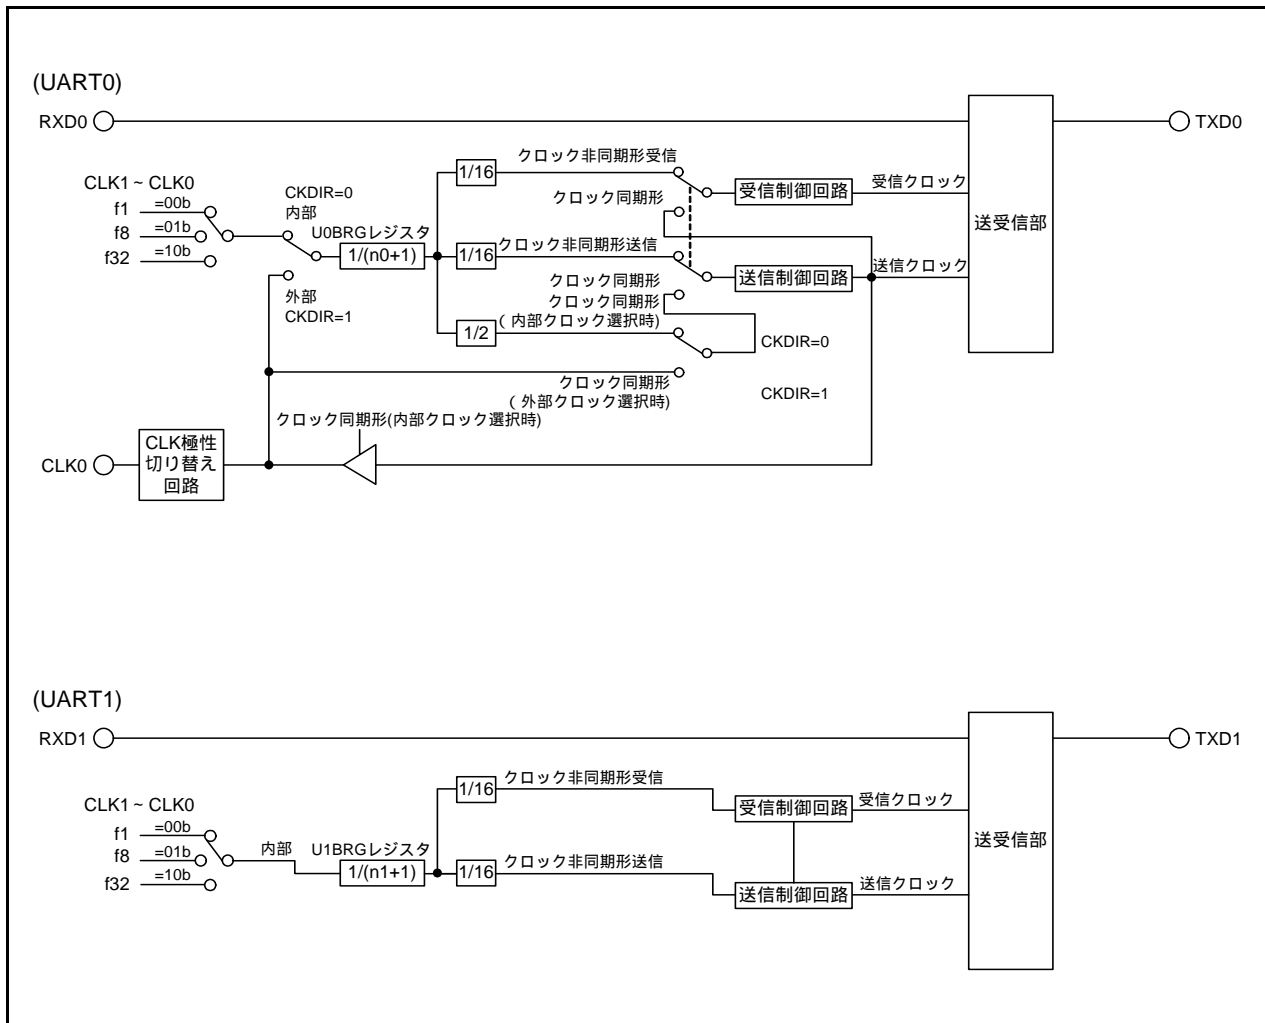 (UART0)
RXD0
TXD0
クロック非同期形受信
1/16
CLK1 ~ CLK0
CKDIR=0
内部
受信制御回路
受信クロック
f1
=00b
クロック同期形
送受信部
f8
=01b
U0BRGレジスタ
1/(n0+1)
f32
=10b
1/16
クロック非同期形送信
送信制御回路
送信クロック
外部
CKDIR=1
クロック同期形
クロック同期形
( 内部クロック選択時)
1/2
CKDIR=0
クロック同期形
( 外部クロック選択時)
CKDIR=1
クロック同期形(内部クロック選択時)
CLK0
CLK極性
切り替え
回路
(UART1)
RXD1
TXD1
1/16
クロック非同期形受信
CLK1 ~ CLK0
受信制御回路
受信クロック
f1
=00b
送受信部
f8
=01b
内部
U1BRGレジスタ
1/(n1+1)
f32
=10b
1/16
クロック非同期形送信
送信制御回路
送信クロック